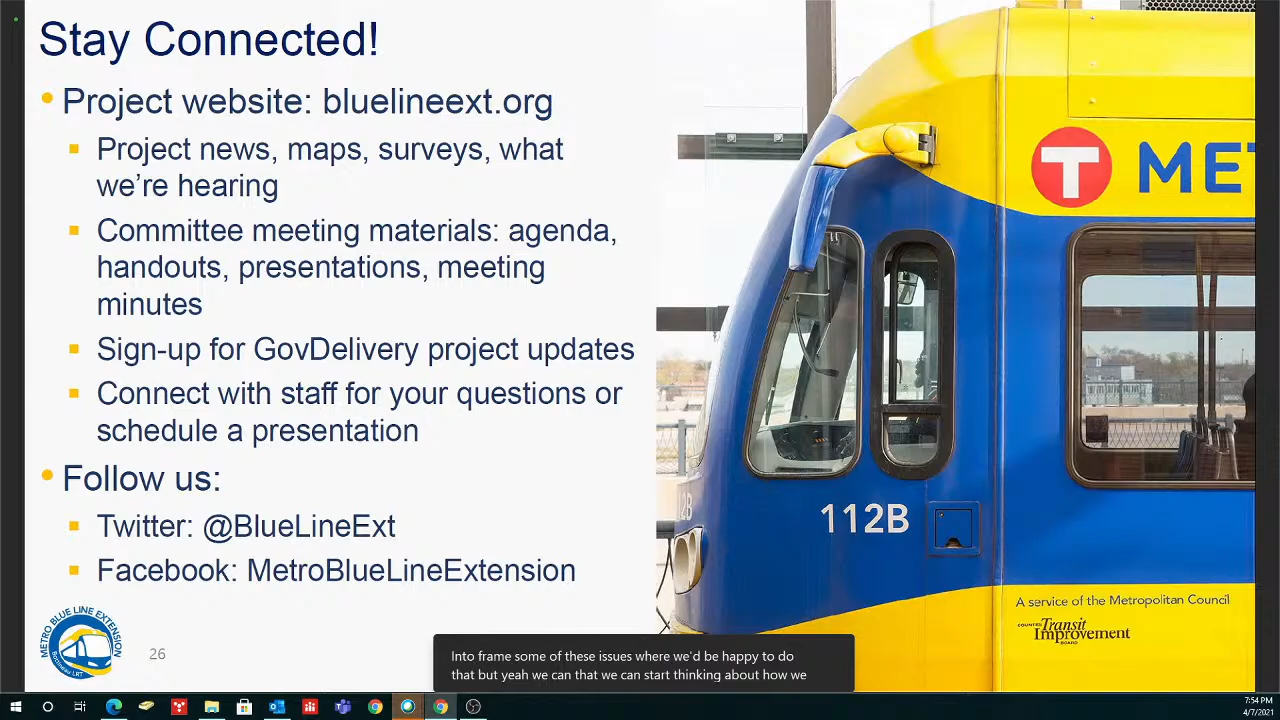 Stay Connected!
Project website: bluelineext.org
Project news, maps, surveys, what
we're hearing
Committee meeting materials: agenda,
handouts, presentations, meeting
minutes
Sign-up for GovDelivery project updates
Connect with staff for your questions or
schedule a presentation
Follow us:
Twitter: @BlueLineExt
Facebook: MetroBlueLineExtension
METRO BLUE LINE EXTENSION
Bottineau LRT
26
T MET
12B
112B
A service of the Metropolitan Council
COUNTIES Transit
Improvement
BOARD
Into frame some of these issues where we'd be happy to do
that but yeah we can that we can start thinking about how we
7:54 PM
4/7/2021